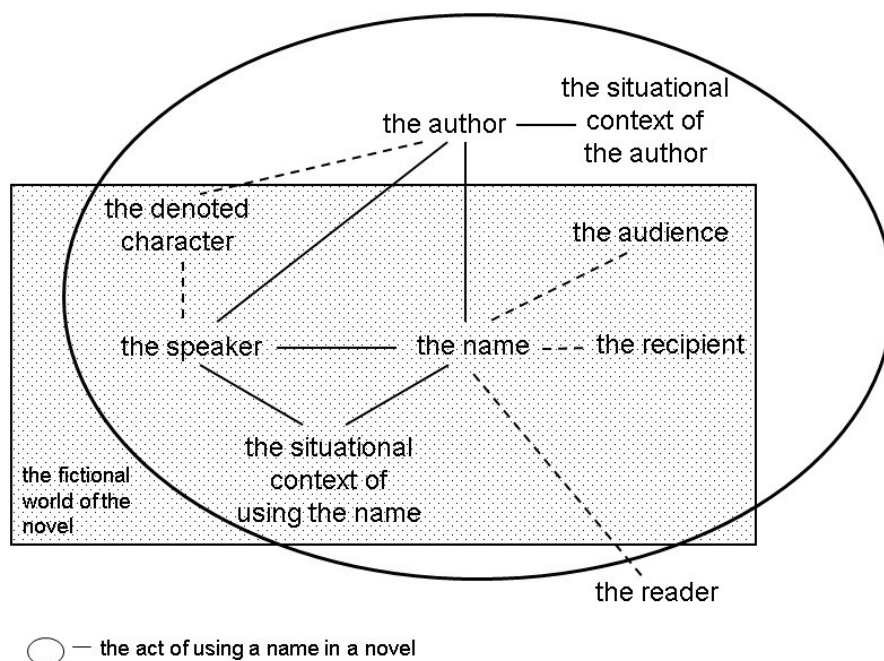 the situational
context of
the author
the author
the denoted
character
the audience
the speaker
the name
the recipient
the situational
context of
using the name
the fictional
world of the
novel
the reader
— the act of using a name in a novel